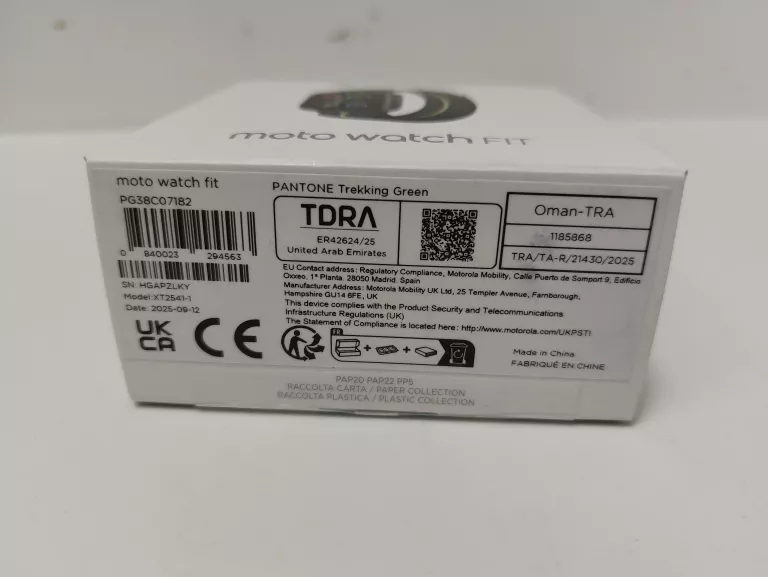 moto watch FIT
moto watch fit
PG38C07182
0 840023 294563
SN: HGAPZLKY
Model:XT2541-1
Date: 2025-09-12
PANTONE Trekking Green
TDRA
ER42624/25
United Arab Emirates
Oman-TRA
1185868
TRA/TA-R/21430/2025
EU Contact address: Regulatory Compliance, Motorola Mobility, Calle Puerto de Somport 9, Edificio
Oxxeo, 1ª Planta. 28050 Madrid. Spain
Manufacturer address: Motorola Mobility UK Ltd, 25 Templer Avenue, Farnborough,
Hampshire GU14 6FE, UK
This device complies with the Product Security and Telecommunications
Infrastructure Regulations (UK)
The Statement of Compliance is located here: http://www.motorola.com/UKPSTI
UK
CA
CE
FR
+ +
Made in China
FABRIQUÉ EN CHINE
PAP20 PAP22 PP5
RACCOLTA CARTA / PAPER COLLECTION
RACCOLTA PLASTICA / PLASTIC COLLECTION